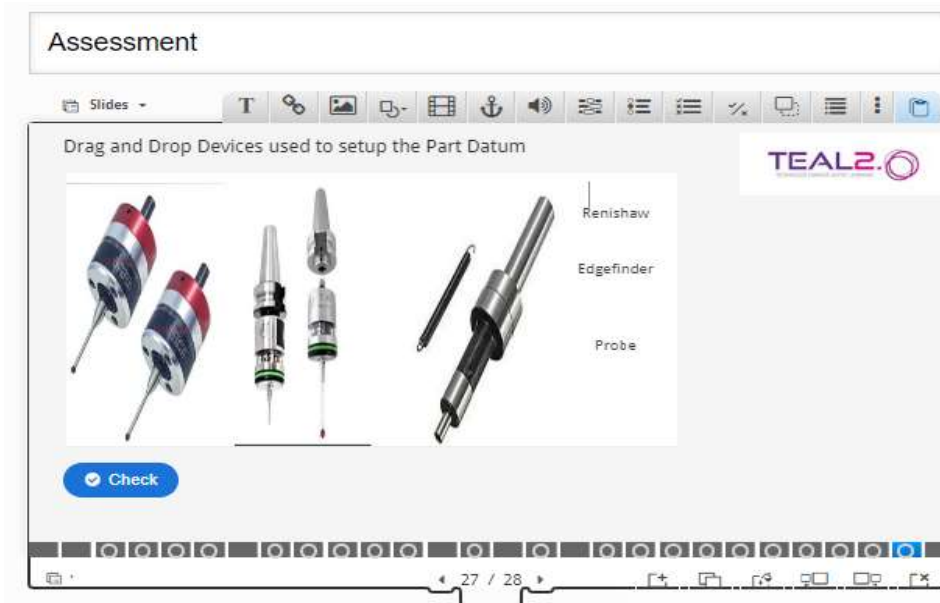 Assessment
Slides
T
Drag and Drop Devices used to setup the Part Datum
TEAL2.
Renishaw
Edgefinder
Probe
Check
27 / 28